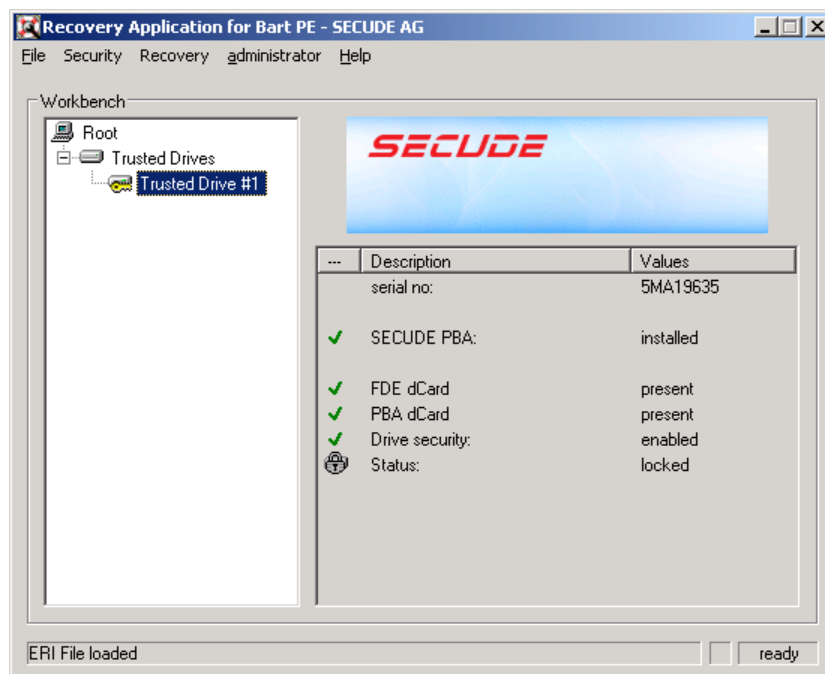 Recovery Application for Bart PE - SECUDE AG
File Security Recovery administrator Help
Workbench
Root
Trusted Drives
Trusted Drive #1
SECUDE
--- Description Values
serial no: 5MA19635
SECUDE PBA: installed
FDE dCard present
PBA dCard present
Drive security: enabled
Status: locked
ERI File loaded ready